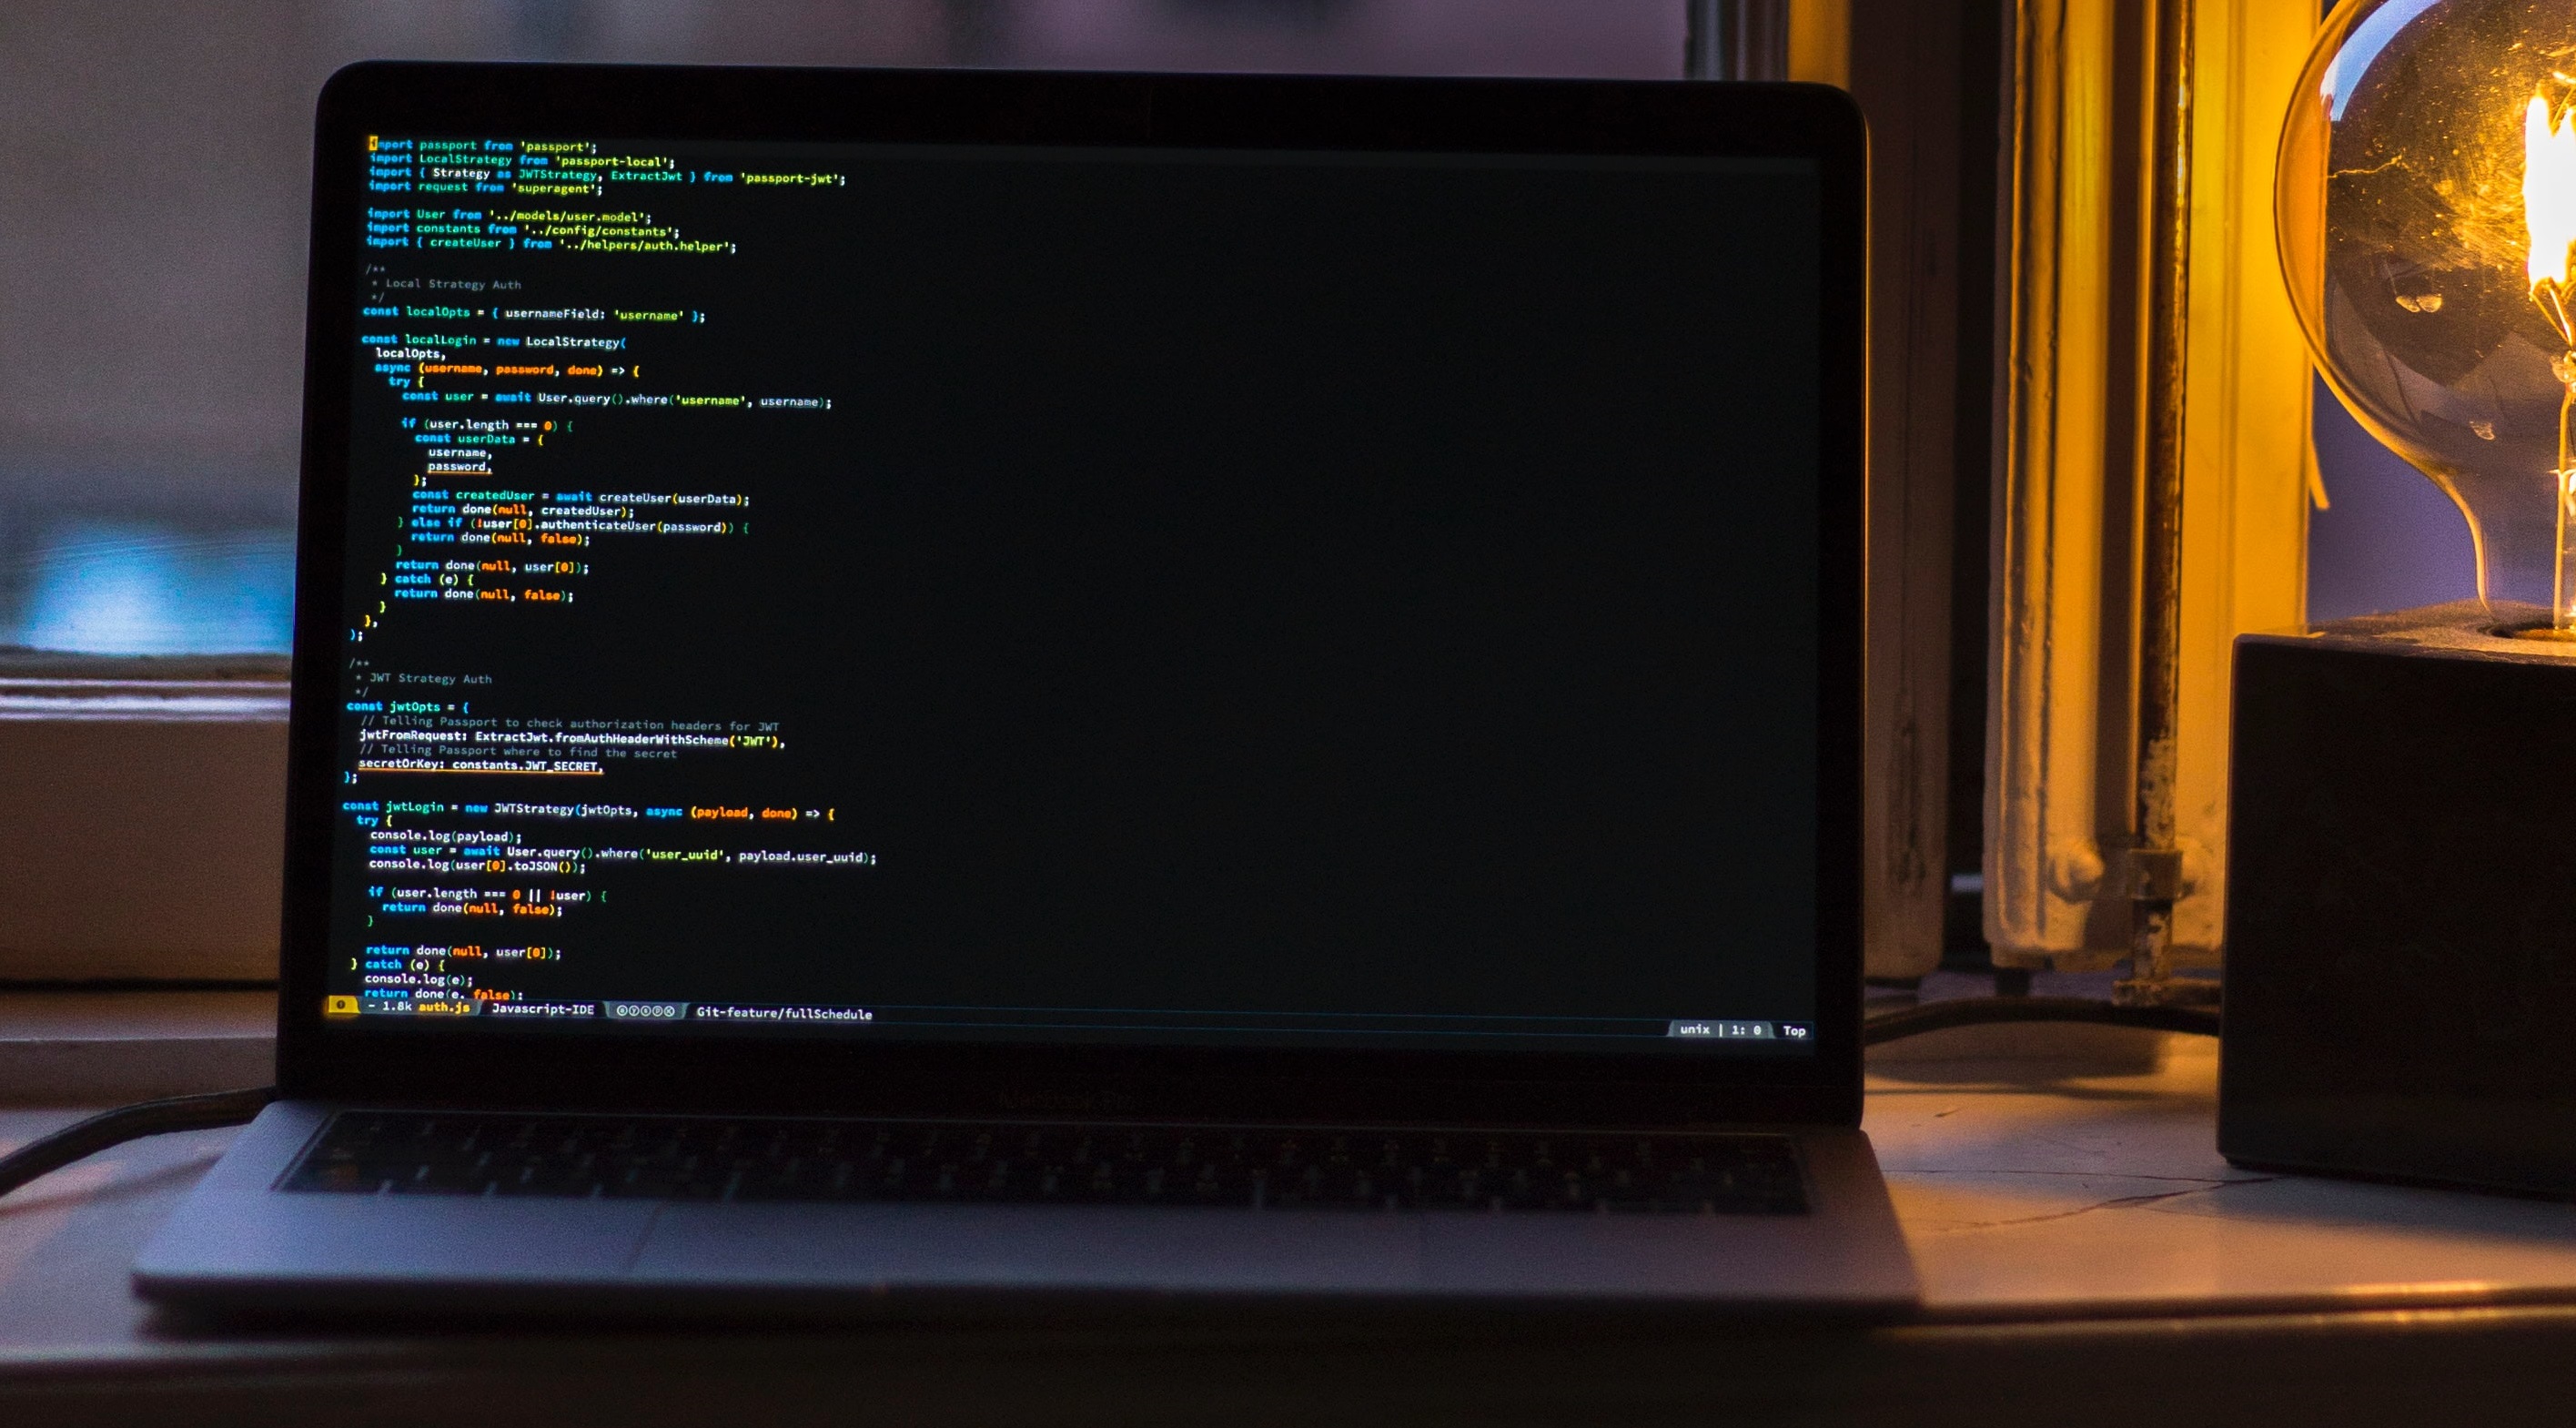 import passport from 'passport';
import LocalStrategy from 'passport-local';
import { Strategy as JWTStrategy, ExtractJwt } from 'passport-jwt';
import request from 'superagent';
import User from '../models/user.model';
import constants from '../config/constants';
import { createUser } from '../helpers/auth.helper';
/**
* Local Strategy Auth
*/
const localOpts = { usernameField: 'username' };
const localLogin = new LocalStrategy(
localOpts,
async (username, password, done) => {
try {
const user = await User.query().where('username', username);
if (user.length === 0) {
const userData = {
username,
password,
};
const createdUser = await createUser(userData);
return done(null, createdUser);
} else if (!user[0].authenticateUser(password)) {
return done(null, false);
}
return done(null, user[0]);
} catch (e) {
return done(null, false);
}
},
);
/**
* JWT Strategy Auth
*/
const jwtOpts = {
// Telling Passport to check authorization headers for JWT
jwtFromRequest: ExtractJwt.fromAuthHeaderWithScheme('JWT'),
// Telling Passport where to find the secret
secretOrKey: constants.JWT_SECRET,
};
const jwtLogin = new JWTStrategy(jwtOpts, async (payload, done) => {
try {
console.log(payload);
const user = await User.query().where('user_uuid', payload.user_uuid);
console.log(user[0].toJSON());
if (user.length === 0 || !user) {
return done(null, false);
}
return done(null, user[0]);
} catch (e) {
console.log(e);
return done(e, false);
- 1.8k auth.js Javascript-IDE Git-feature/fullSchedule unix | 1: 0 Top
MacBook Pro